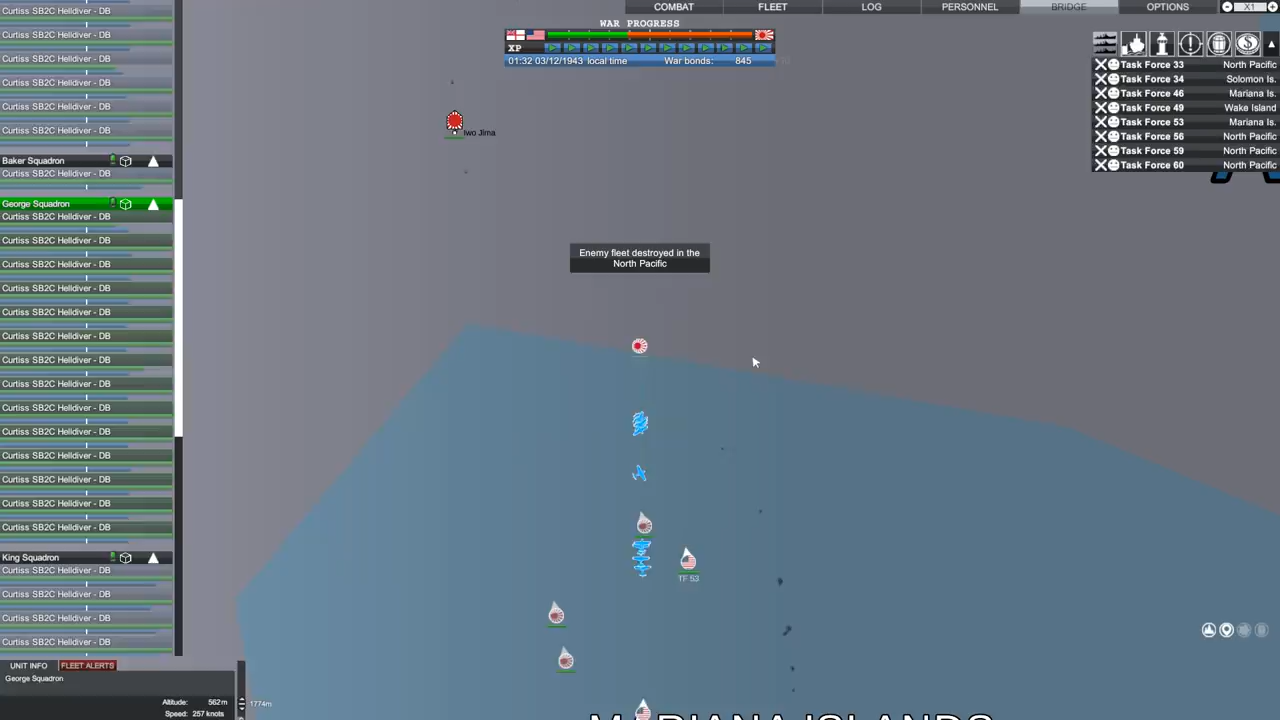 COMBAT FLEET LOG PERSONNEL BRIDGE OPTIONS X1
WAR PROGRESS
XP
01:32 03/12/1943 local time War bonds: 845
Task Force 33 North Pacific
Task Force 34 Solomon Is.
Task Force 46 Mariana Is.
Task Force 49 Wake Island
Task Force 53 Mariana Is.
Task Force 56 North Pacific
Task Force 59 North Pacific
Task Force 60 North Pacific
Curtiss SB2C Helldiver - DB
Curtiss SB2C Helldiver - DB
Curtiss SB2C Helldiver - DB
Curtiss SB2C Helldiver - DB
Curtiss SB2C Helldiver - DB
Curtiss SB2C Helldiver - DB
Baker Squadron
Curtiss SB2C Helldiver - DB
George Squadron
Curtiss SB2C Helldiver - DB
Curtiss SB2C Helldiver - DB
Curtiss SB2C Helldiver - DB
Curtiss SB2C Helldiver - DB
Curtiss SB2C Helldiver - DB
Curtiss SB2C Helldiver - DB
Curtiss SB2C Helldiver - DB
Curtiss SB2C Helldiver - DB
Curtiss SB2C Helldiver - DB
Curtiss SB2C Helldiver - DB
Curtiss SB2C Helldiver - DB
Curtiss SB2C Helldiver - DB
Curtiss SB2C Helldiver - DB
Curtiss SB2C Helldiver - DB
King Squadron
Curtiss SB2C Helldiver - DB
Curtiss SB2C Helldiver - DB
Curtiss SB2C Helldiver - DB
Curtiss SB2C Helldiver - DB
Iwo Jima
Enemy fleet destroyed in the
North Pacific
TF 53
UNIT INFO FLEET ALERTS
George Squadron
Altitude: 562m
Speed: 257 knots
1774m
MARIANA ISLANDS